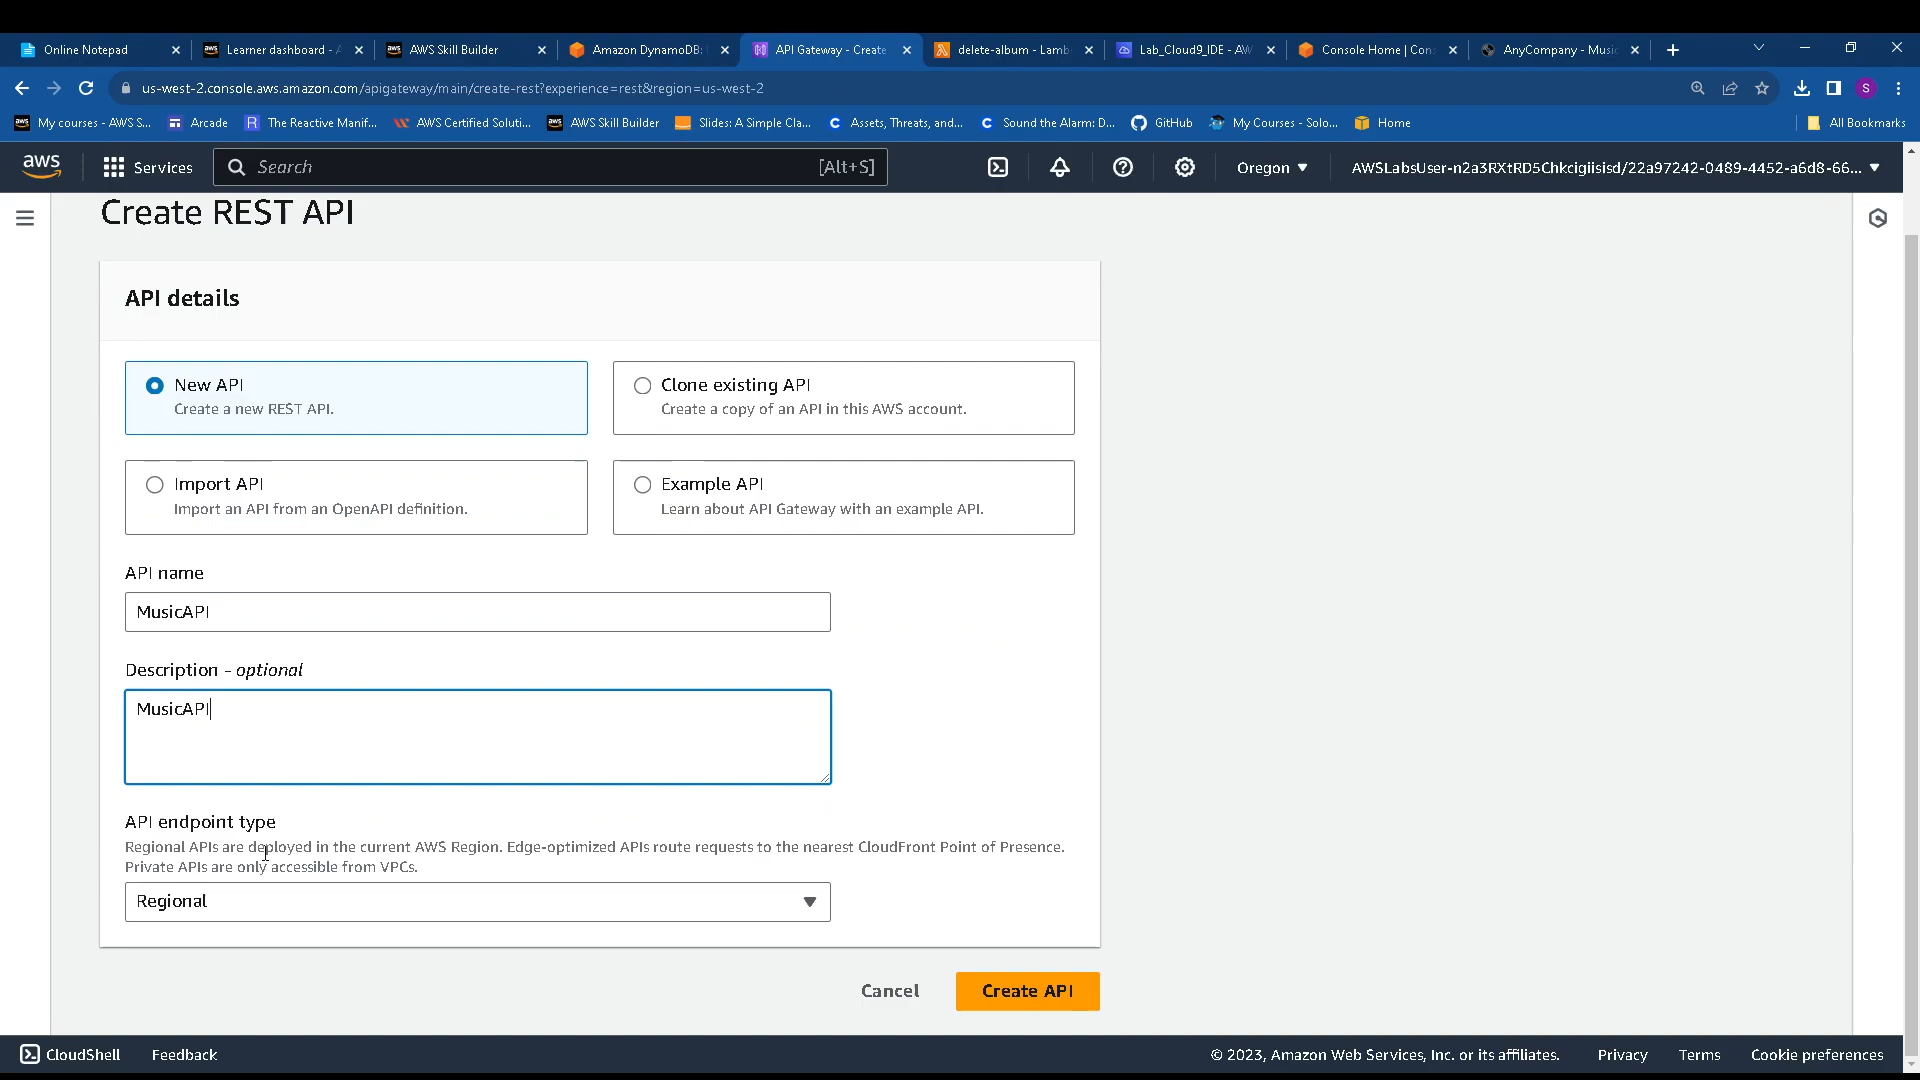 Online Notepad
Learner dashboard - A
AWS Skill Builder
Amazon DynamoDB:
API Gateway - Create
delete-album - Lamb
Lab_Cloud9_IDE - AW
Console Home | Con
AnyCompany - Music
us-west-2.console.aws.amazon.com/apigateway/main/create-rest?experience=rest&region=us-west-2
S
My courses - AWS S...
Arcade
The Reactive Manif...
AWS Certified Soluti...
AWS Skill Builder
Slides: A Simple Cla...
Assets, Threats, and...
Sound the Alarm: D...
GitHub
My Courses - Solo...
Home
All Bookmarks
aws
Services
Search
[Alt+S]
Oregon
AWSLabsUser-n2a3RXtRD5Chkcigiisisd/22a97242-0489-4452-a6d8-66...
Create REST API
API details
New API
Create a new REST API.
Clone existing API
Create a copy of an API in this AWS account.
Import API
Import an API from an OpenAPI definition.
Example API
Learn about API Gateway with an example API.
API name
MusicAPI
Description - optional
MusicAPI
API endpoint type
Regional APIs are deployed in the current AWS Region. Edge-optimized APIs route requests to the nearest CloudFront Point of Presence.
Private APIs are only accessible from VPCs.
Regional
Cancel
Create API
CloudShell
Feedback
© 2023, Amazon Web Services, Inc. or its affiliates.
Privacy
Terms
Cookie preferences